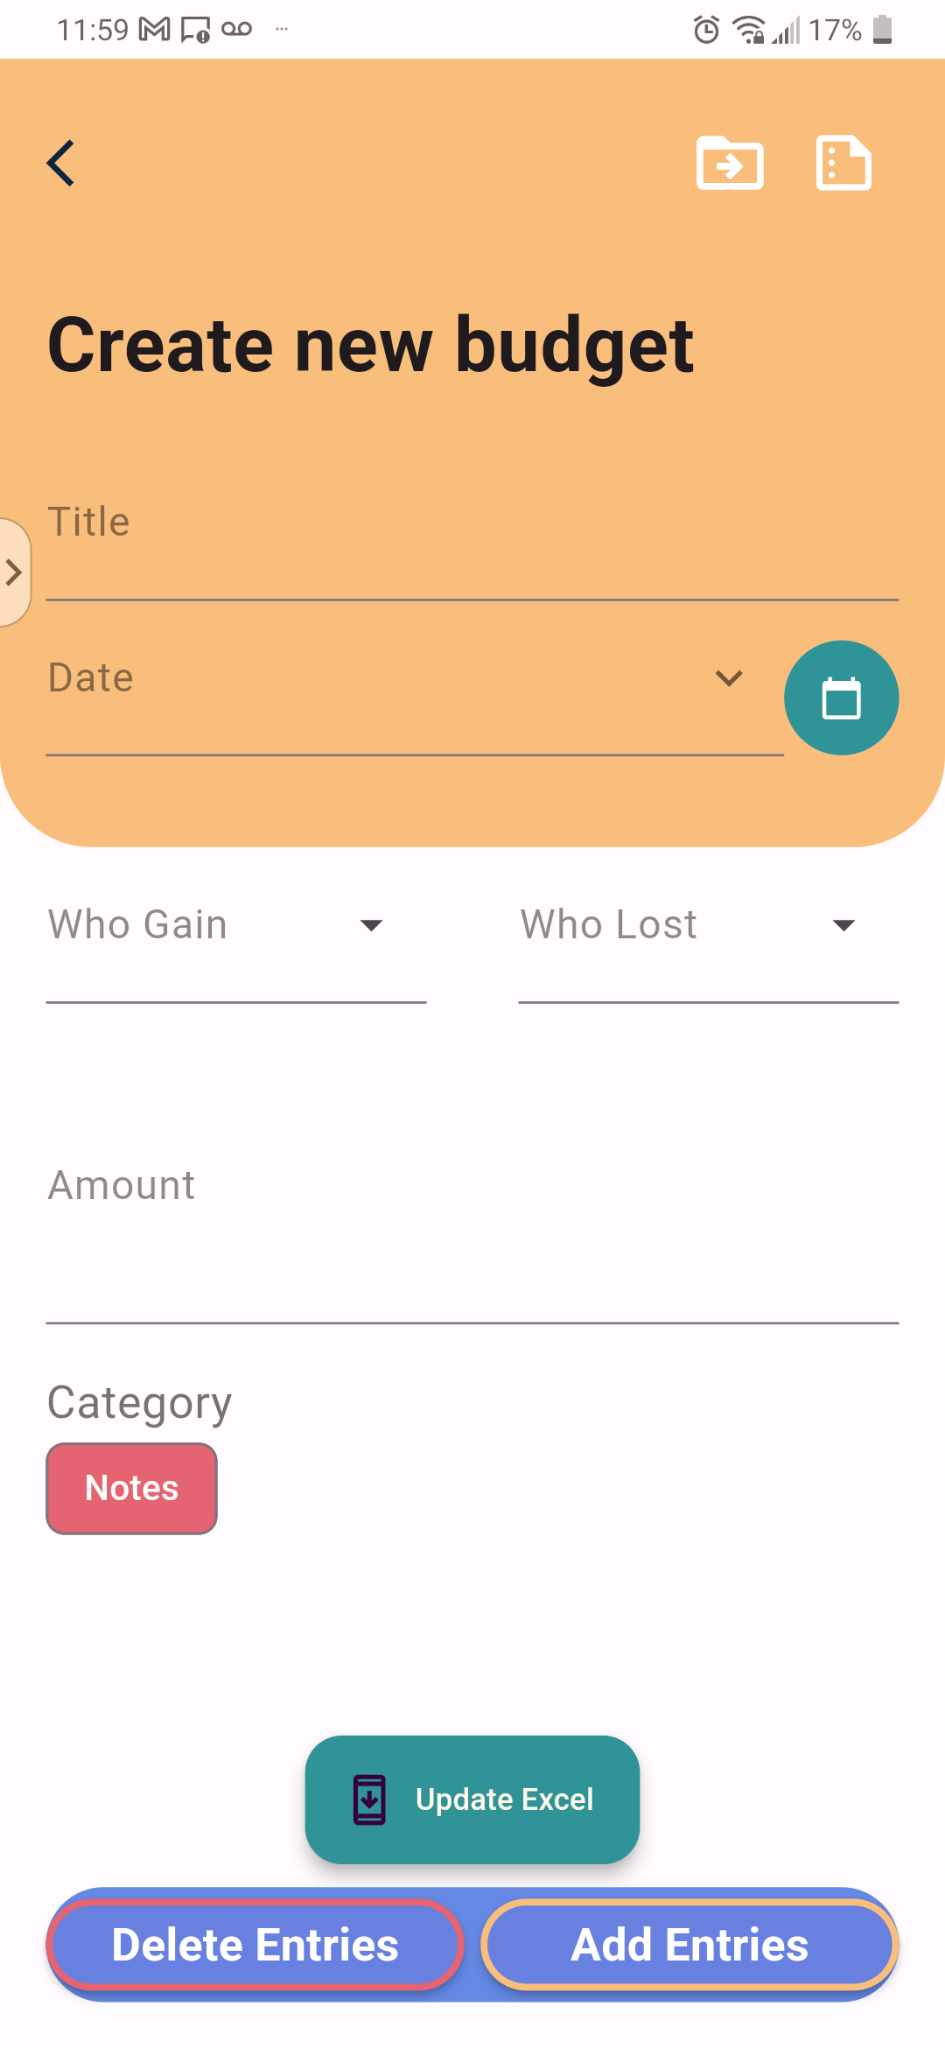 11:59 17%
Create new budget
Title
Date
Who Gain Who Lost
Amount
Category
Notes
Update Excel
Delete Entries Add Entries